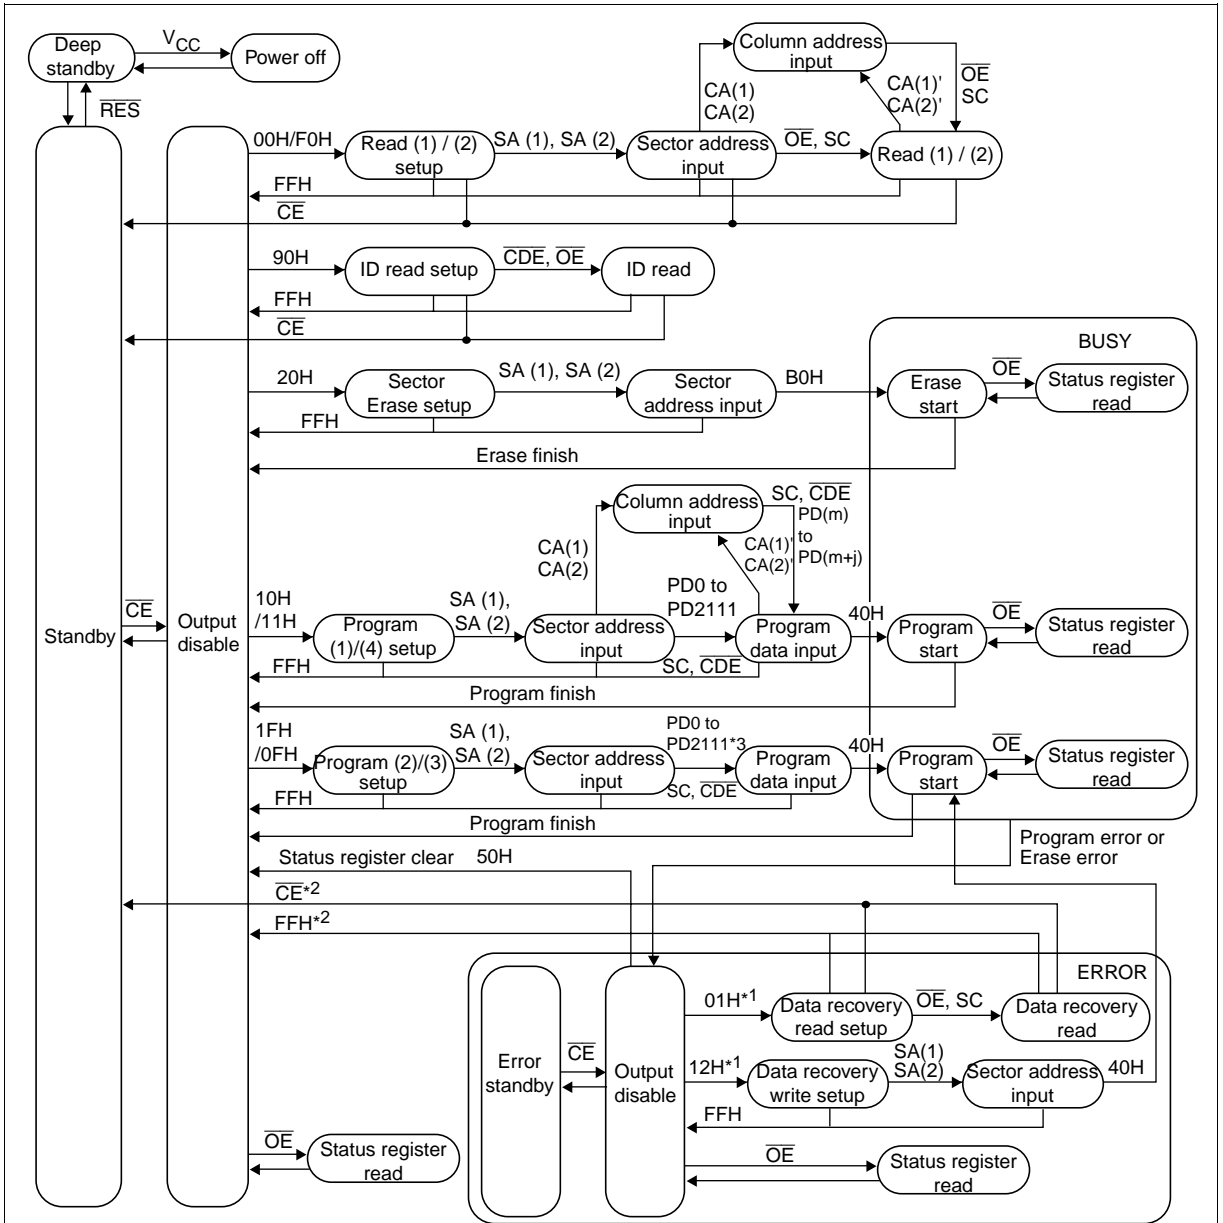 Deep
standby
VCC
Power off
RES
Column address
input
CA(1)
CA(2)
CA(1)'
CA(2)'
OE
SC
00H/F0H
Read (1) / (2)
setup
SA (1), SA (2)
Sector address
input
OE, SC
Read (1) / (2)
FFH
CE
90H
ID read setup
CDE, OE
ID read
FFH
CE
BUSY
20H
Sector
Erase setup
SA (1), SA (2)
Sector
address input
B0H
Erase
start
OE
Status register
read
FFH
Erase finish
Column address
input
SC, CDE
PD(m)
to
PD(m+j)
CA(1)
CA(2)
CA(1)'
CA(2)'
Standby
CE
Output
disable
10H
/11H
Program
(1)/(4) setup
SA (1),
SA (2)
Sector address
input
PD0 to
PD2111
SC, CDE
Program
data input
40H
Program
start
OE
Status register
read
FFH
Program finish
1FH
/0FH
Program (2)/(3)
setup
SA (1),
SA (2)
Sector address
input
PD0 to
PD2111*3
SC, CDE
Program
data input
40H
Program
start
OE
Status register
read
FFH
Program finish
Program error or
Erase error
Status register clear 50H
CE*2
FFH*2
ERROR
Error
standby
CE
Output
disable
01H*1
Data recovery
read setup
OE, SC
Data recovery
read
12H*1
Data recovery
write setup
SA(1)
SA(2)
Sector address
input
40H
FFH
OE
Status register
read
OE
Status register
read